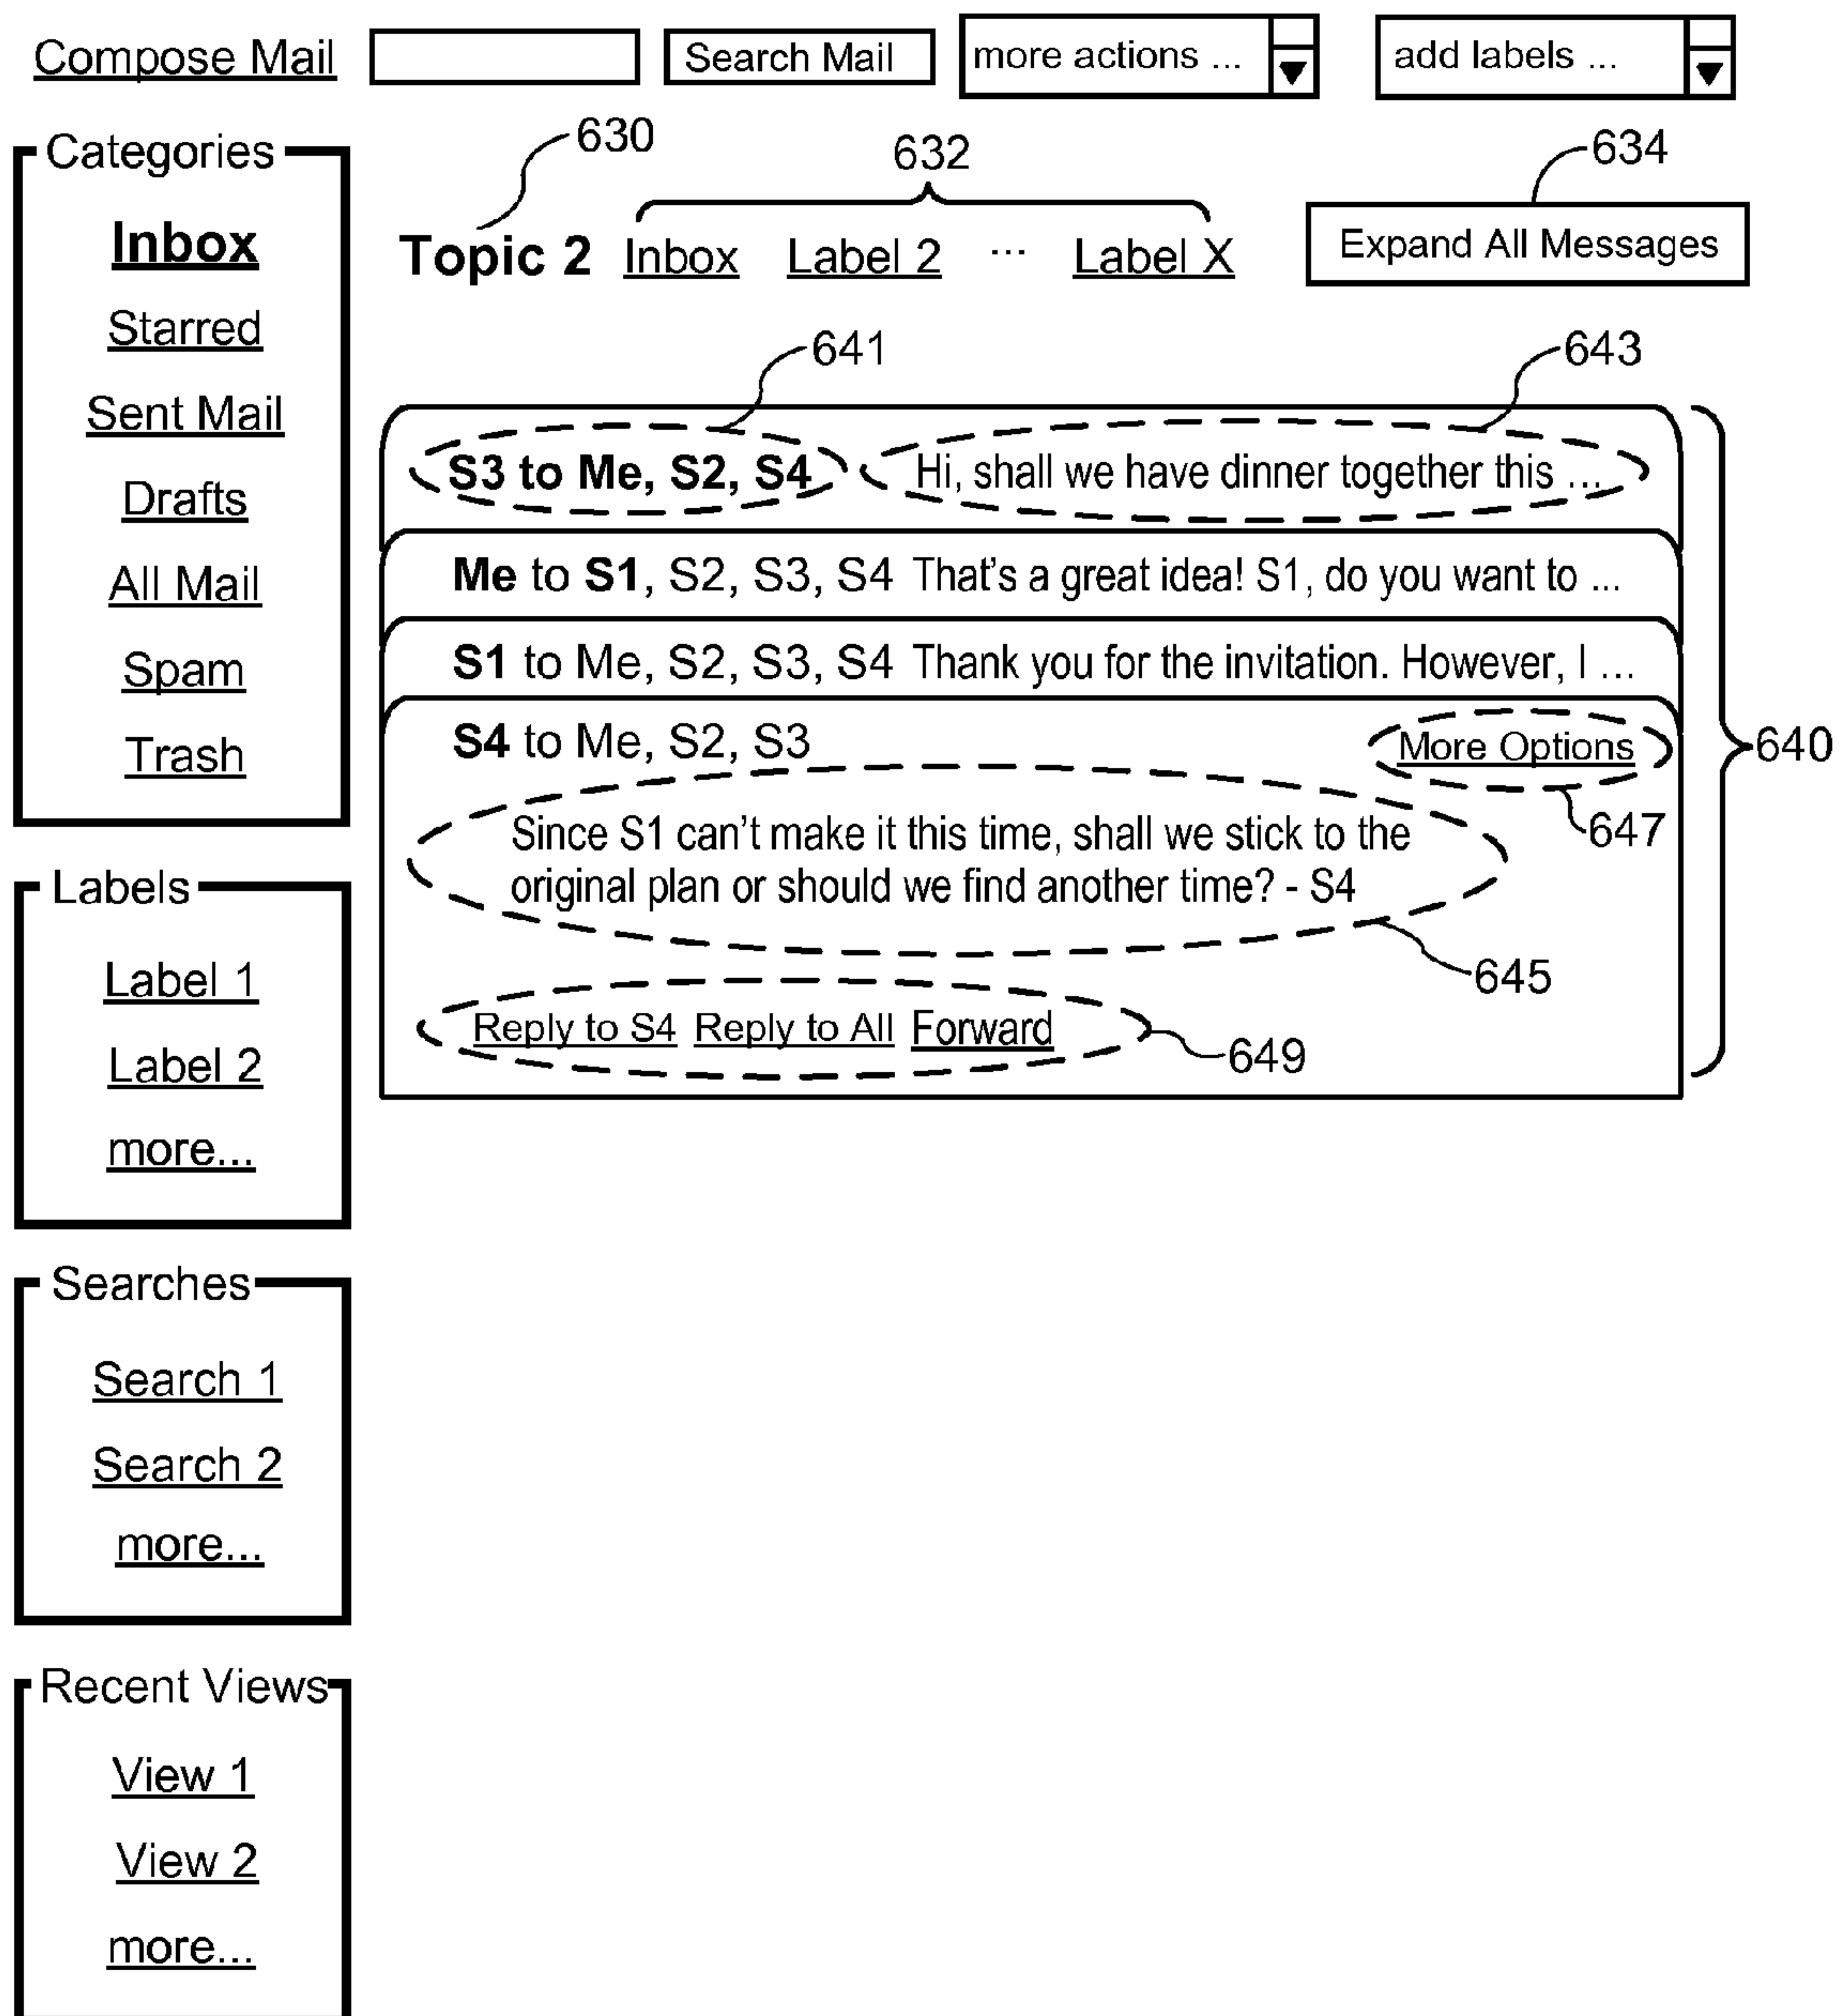 Compose Mail Search Mail more actions ... add labels ...
630 632 634
Categories
Inbox
Starred
Sent Mail
Drafts
All Mail
Spam
Trash
Topic 2 Inbox Label 2 ... Label X Expand All Messages
641 643
S3 to Me, S2, S4 Hi, shall we have dinner together this ...
Me to S1, S2, S3, S4 That's a great idea! S1, do you want to ...
S1 to Me, S2, S3, S4 Thank you for the invitation. However, I ...
S4 to Me, S2, S3 More Options
640
647
Since S1 can't make it this time, shall we stick to the
original plan or should we find another time? - S4
645
Reply to S4 Reply to All Forward
649
Labels
Label 1
Label 2
more...
Searches
Search 1
Search 2
more...
Recent Views
View 1
View 2
more...